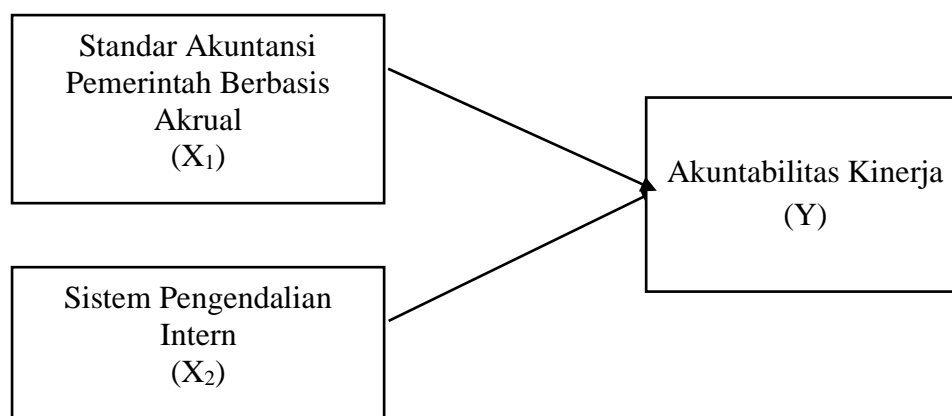 Standar Akuntansi
Pemerintah Berbasis
Akrual
(X₁)
Akuntabilitas Kinerja
(Y)
Sistem Pengendalian
Intern
(X₂)